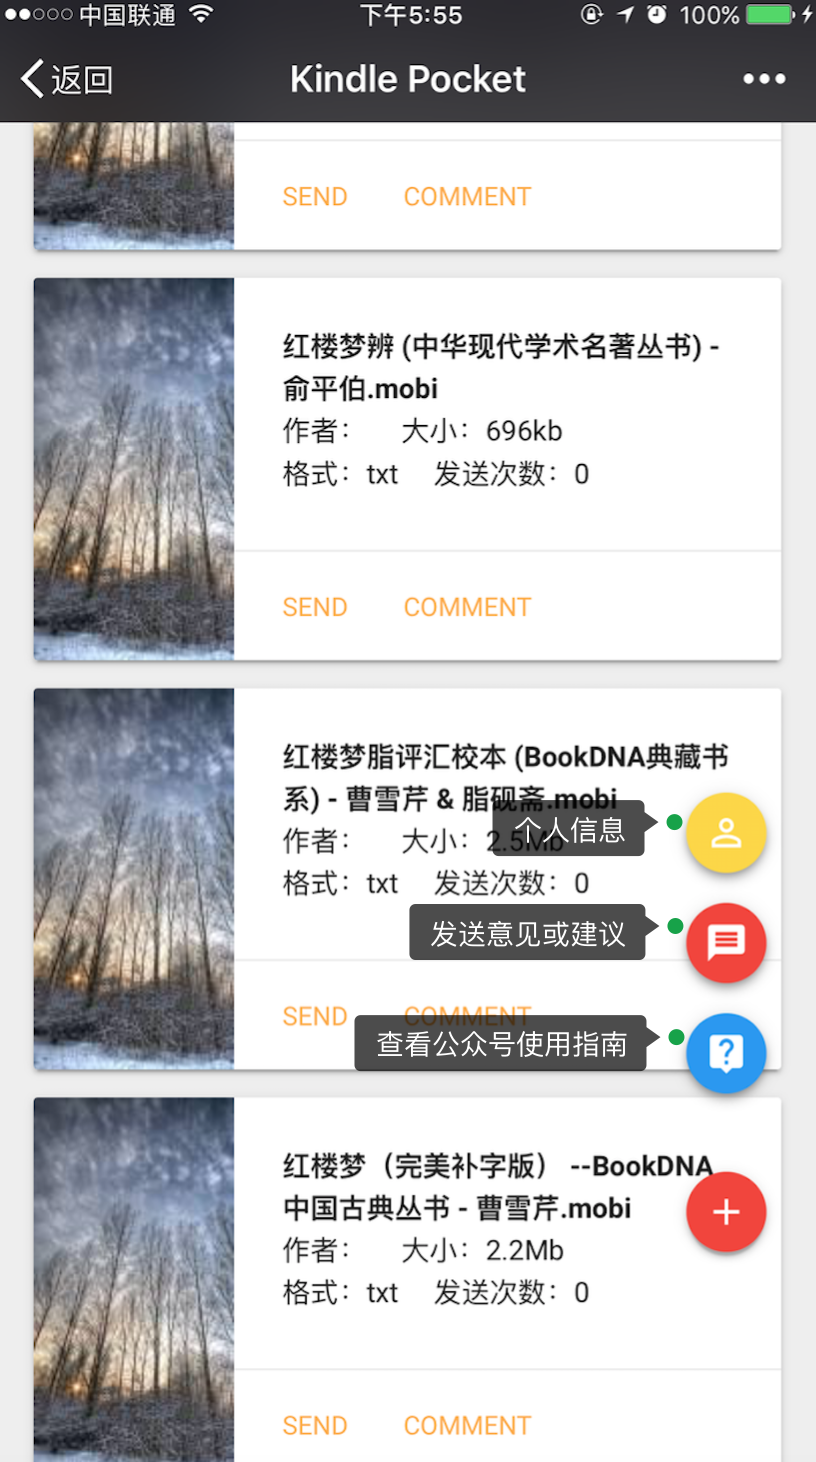 中国联通
下午5:55
100%
返回
Kindle Pocket
SEND COMMENT
红楼梦辨 (中华现代学术名著丛书) -
俞平伯.mobi
作者： 大小：696kb
格式：txt 发送次数：0
SEND COMMENT
红楼梦脂评汇校本 (BookDNA典藏书
系) - 曹雪芹 & 脂砚斋.mobi
个人信息
作者： 大小：2.5Mb
格式：txt 发送次数：0
发送意见或建议
SEND COMMENT
查看公众号使用指南
红楼梦（完美补字版） --BookDNA
中国古典丛书 - 曹雪芹.mobi
作者： 大小：2.2Mb
格式：txt 发送次数：0
SEND COMMENT